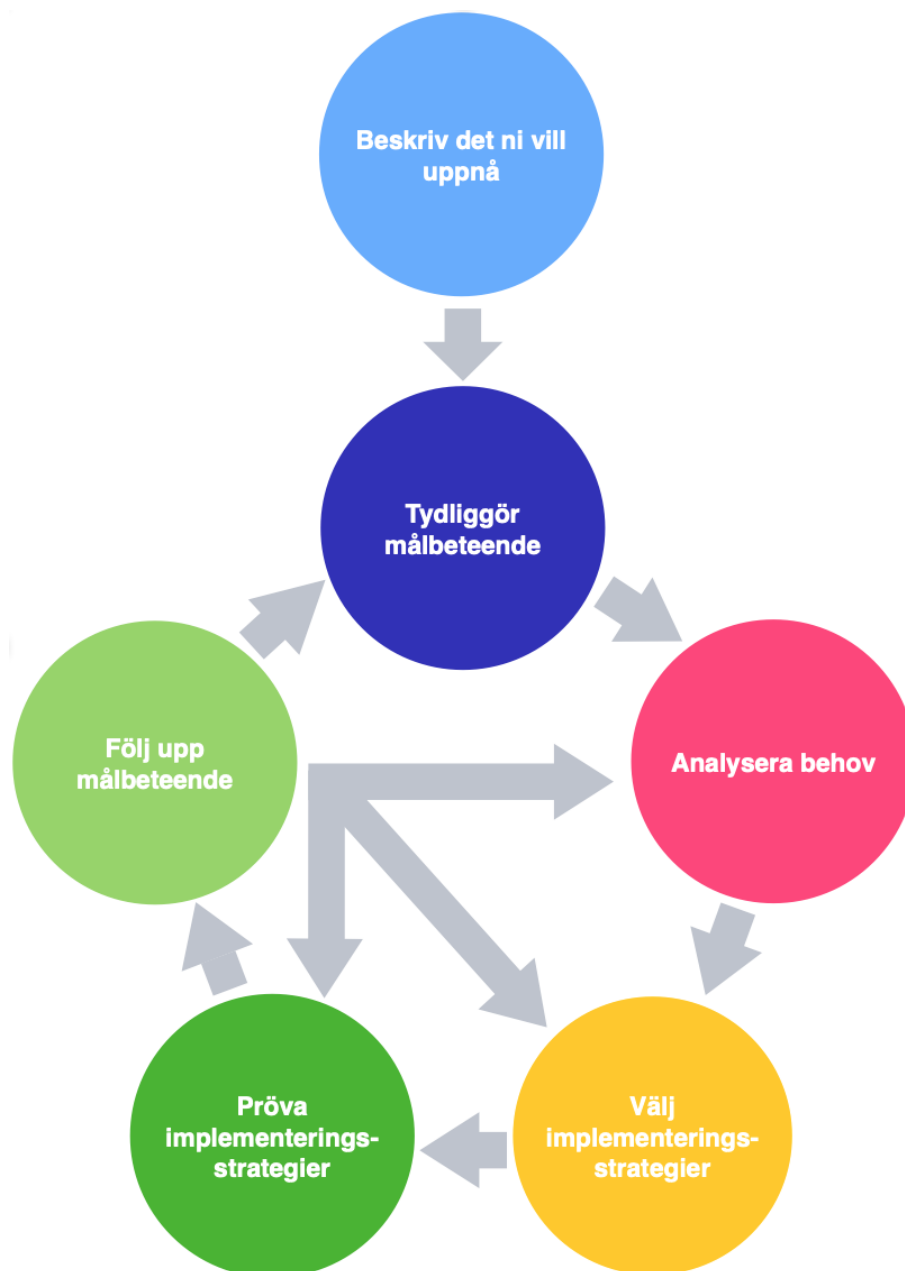 Beskriv det ni vill
uppnå
Tydliggör
målbeteende
Följ upp
målbeteende
Analysera behov
Pröva
implementerings-
strategier
Välj
implementerings-
strategier